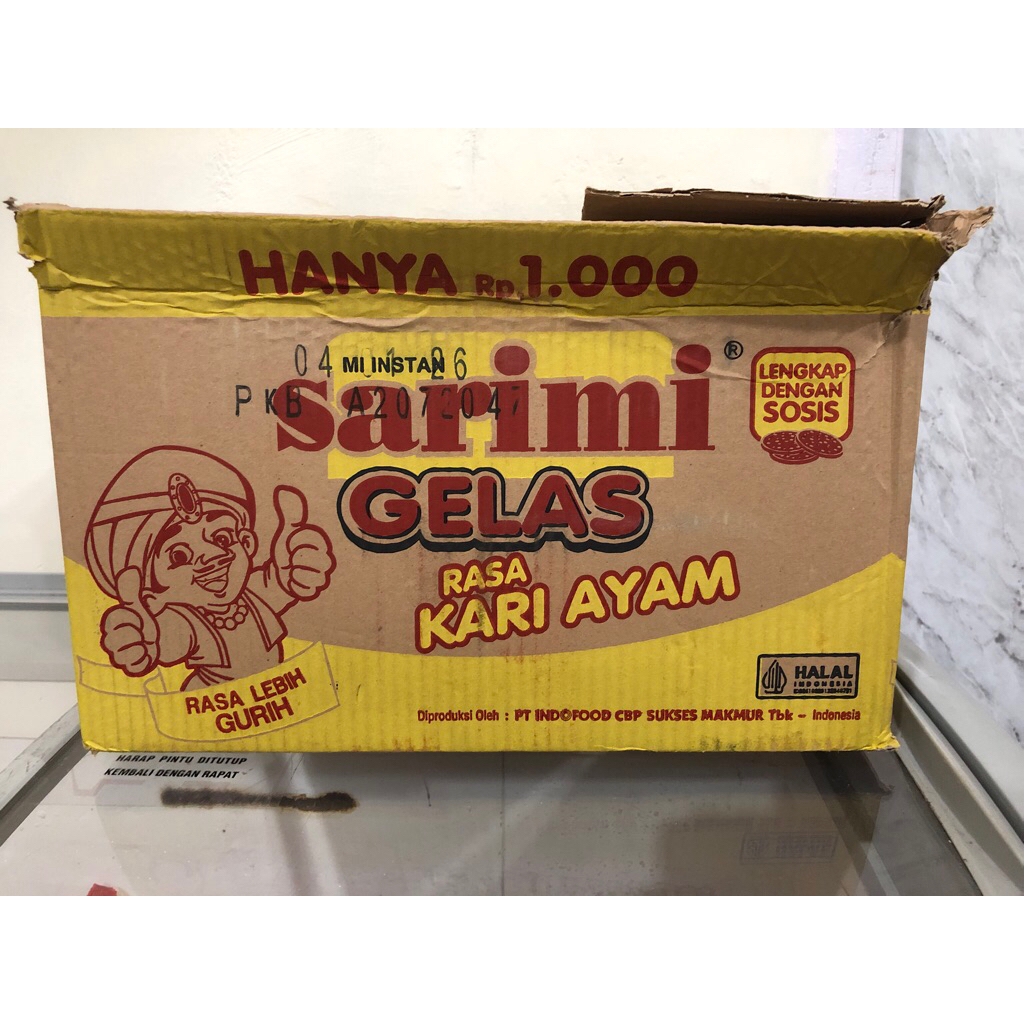 HANYA Rp.1.000
04 01 26
MI INSTAN
PKB A2072047
sarimi®
GELAS
RASA
KARI AYAM
LENGKAP
DENGAN
SOSIS
RASA LEBIH
GURIH
HALAL
INDONESIA
Diproduksi Oleh : PT INDOFOOD CBP SUKSES MAKMUR Tbk – Indonesia
HARAP PINTU DITUTUP
KEMBALI DENGAN RAPAT